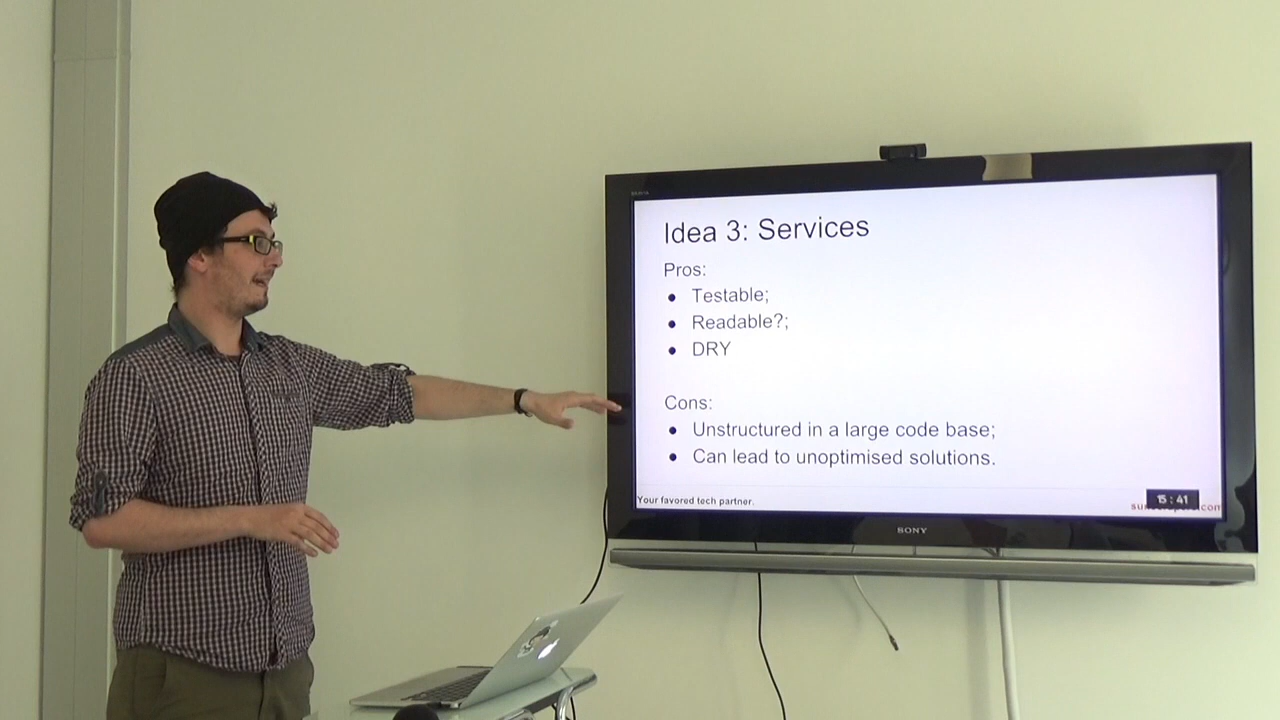 Idea 3: Services
Pros:
● Testable;
● Readable?;
● DRY
Cons:
● Unstructured in a large code base;
● Can lead to unoptimised solutions.
Your favored tech partner.
15:41
SONY